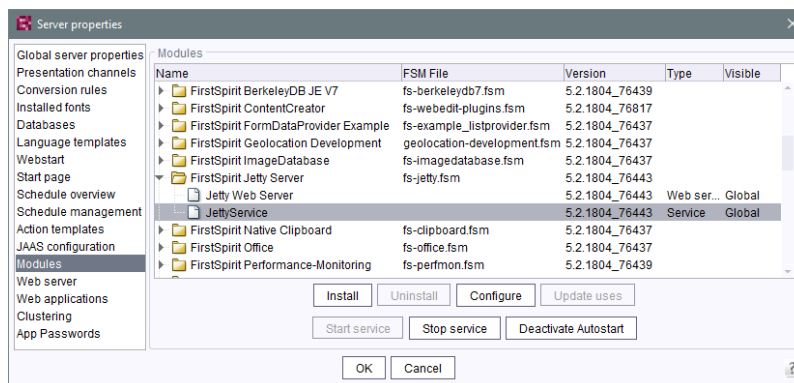 Server properties
Global server properties
Presentation channels
Conversion rules
Installed fonts
Databases
Language templates
Webstart
Start page
Schedule overview
Schedule management
Action templates
JAAS configuration
Modules
Web server
Web applications
Clustering
App Passwords
Modules
Name FSM File Version Type Visible
FirstSpirit BerkeleyDB JE V7 fs-berkeleydb7.fsm 5.2.1804_76439
FirstSpirit ContentCreator fs-webedit-plugins.fsm 5.2.1804_76817
FirstSpirit FormDataProvider Example fs-example_listprovider.fsm 5.2.1804_76437
FirstSpirit Geolocation Development geolocation-development.fsm 5.2.1804_76437
FirstSpirit ImageDatabase fs-imagedatabase.fsm 5.2.1804_76437
FirstSpirit Jetty Server fs-jetty.fsm 5.2.1804_76443
Jetty Web Server 5.2.1804_76443 Web ser... Global
JettyService 5.2.1804_76443 Service Global
FirstSpirit Native Clipboard fs-clipboard.fsm 5.2.1804_76437
FirstSpirit Office fs-office.fsm 5.2.1804_76437
FirstSpirit Performance-Monitoring fs-perfmon.fsm 5.2.1804_76439
Install Uninstall Configure Update uses
Start service Stop service Deactivate Autostart
OK Cancel
?